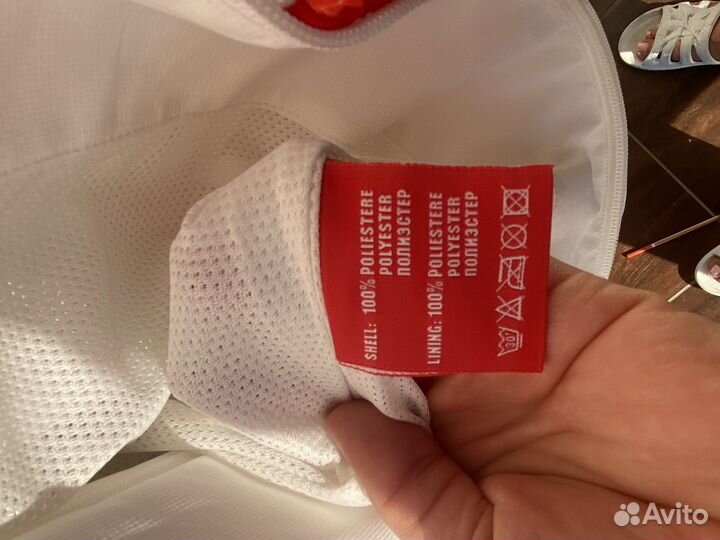 SHELL: 100% POLIESTERE
POLYESTER
ПОЛИЭСТЕР
LINING: 100% POLIESTERE
POLYESTER
ПОЛИЭСТЕР
30°
Avito